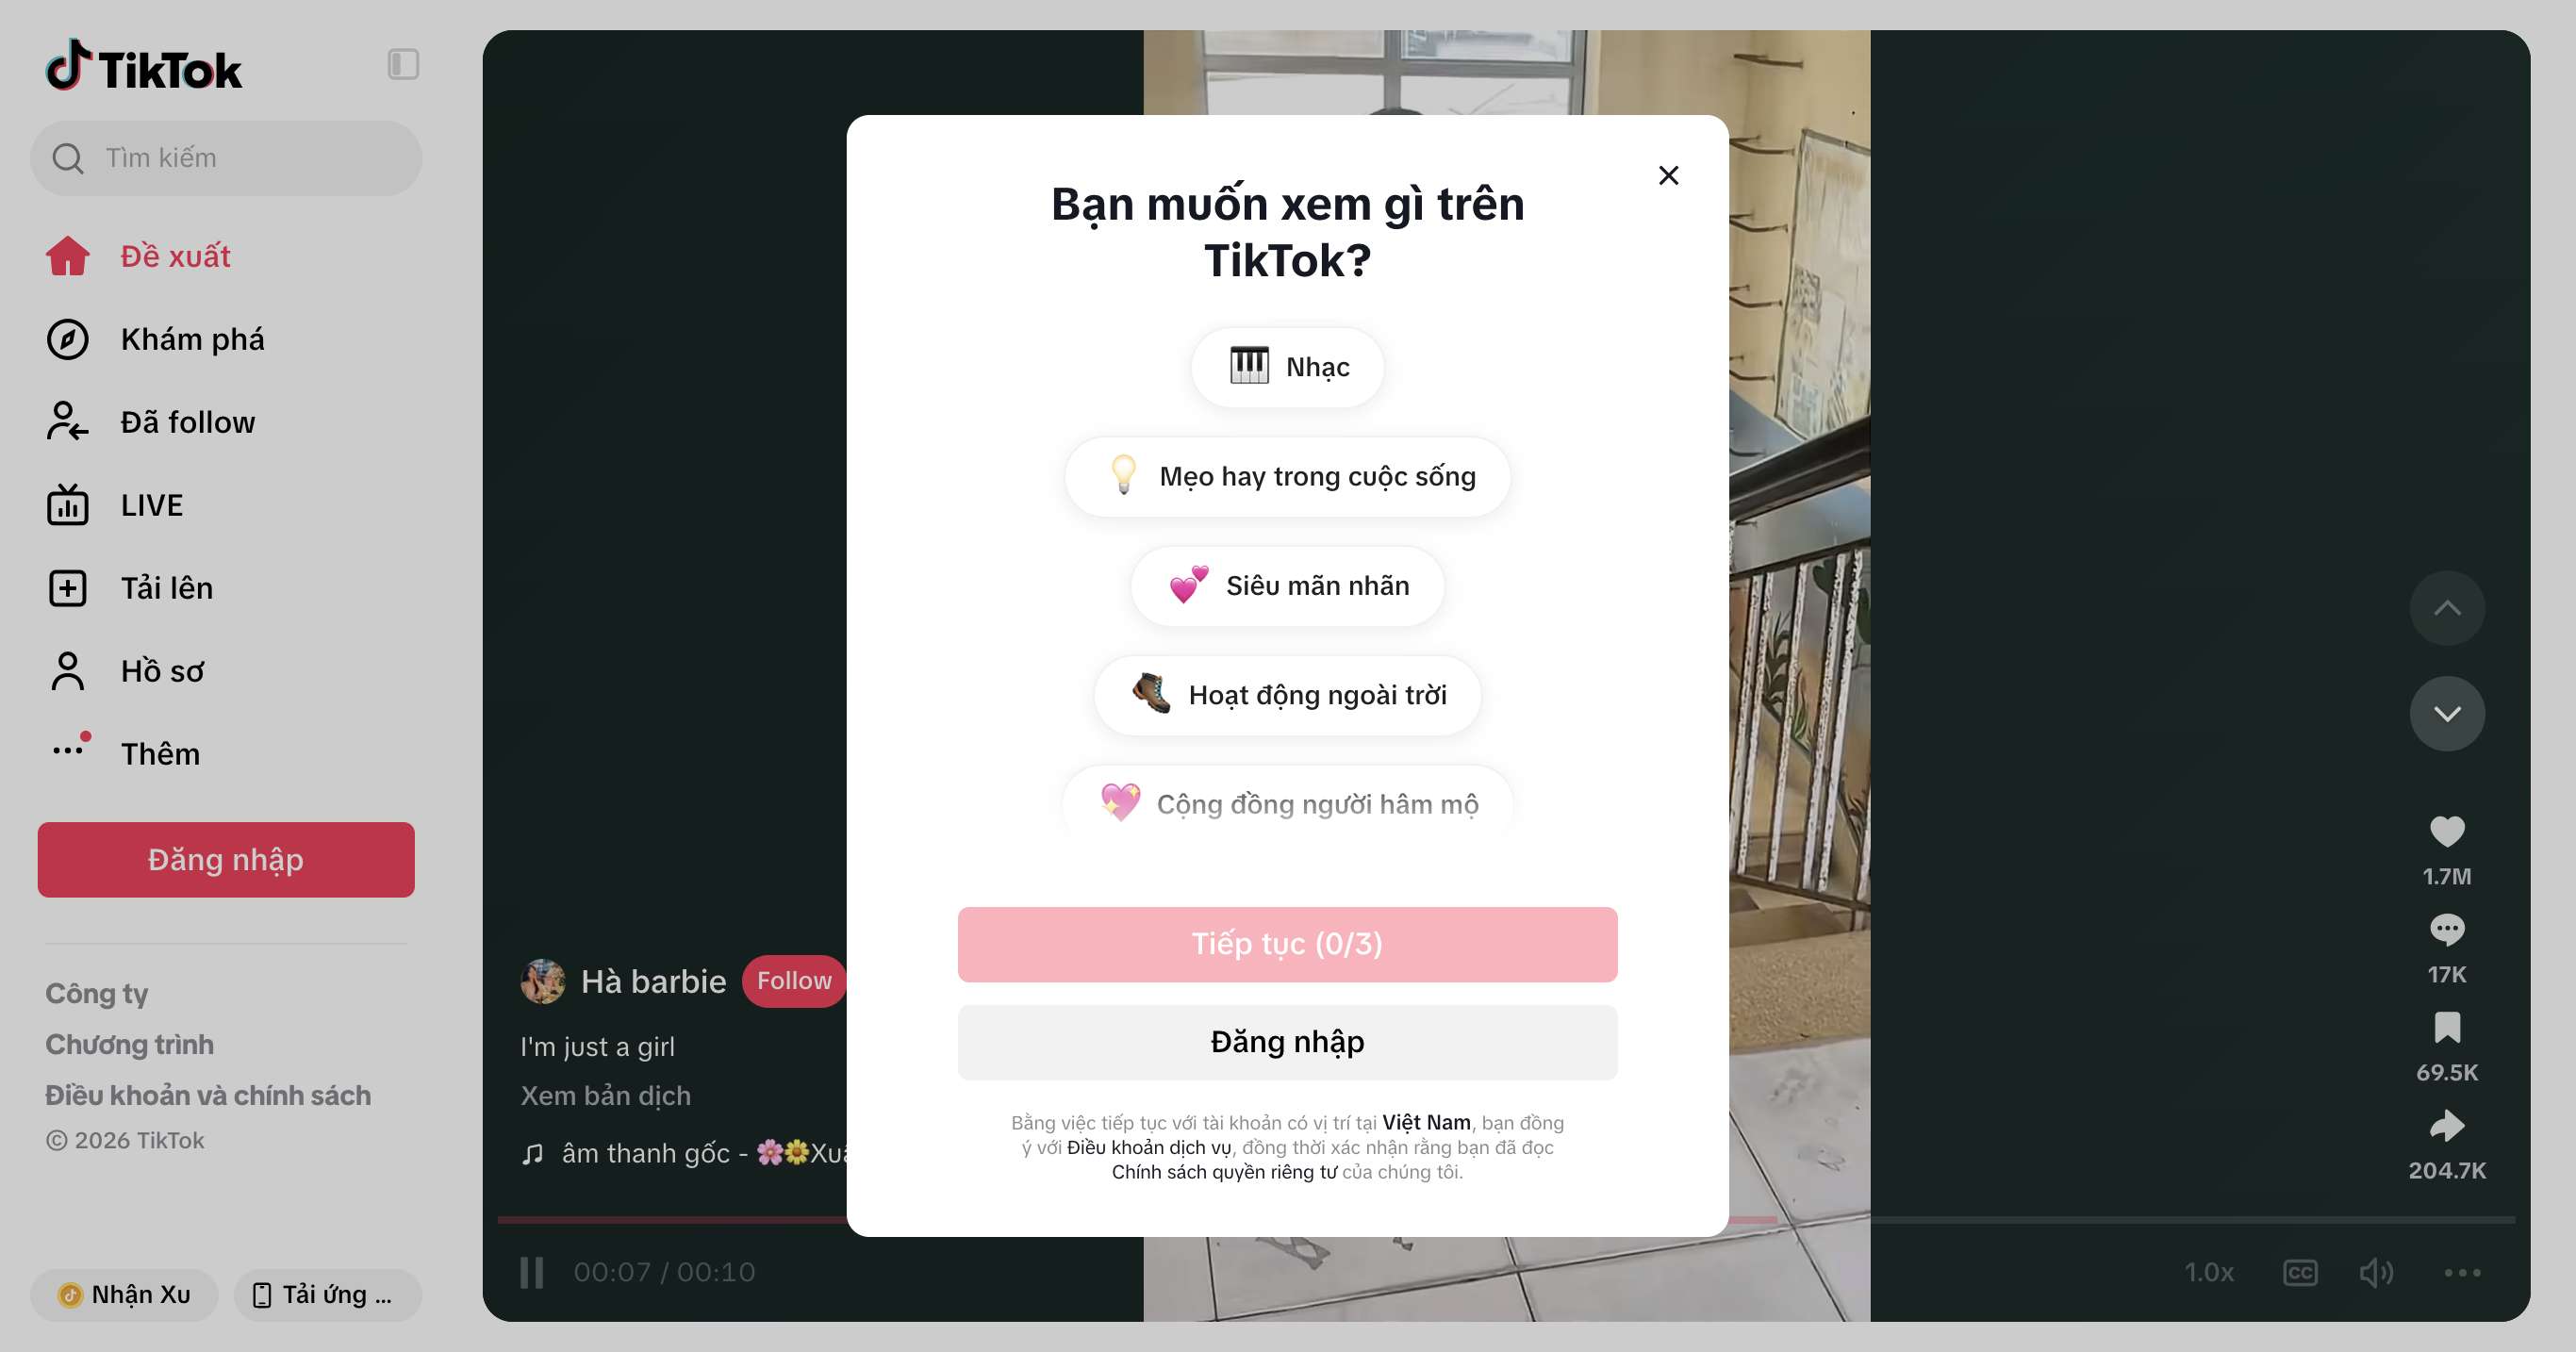 TikTok
Tìm kiếm
Đề xuất
Khám phá
Đã follow
LIVE
Tải lên
Hồ sơ
Thêm
Đăng nhập
Công ty
Chương trình
Điều khoản và chính sách
© 2026 TikTok
Nhận Xu
Tải ứng ...
Bạn muốn xem gì trên
TikTok?
Nhạc
Mẹo hay trong cuộc sống
Siêu mãn nhãn
Hoạt động ngoài trời
Cộng đồng người hâm mộ
Tiếp tục (0/3)
Đăng nhập
Bằng việc tiếp tục với tài khoản có vị trí tại Việt Nam, bạn đồng
ý với Điều khoản dịch vụ, đồng thời xác nhận rằng bạn đã đọc
Chính sách quyền riêng tư của chúng tôi.
Hà barbie
Follow
I'm just a girl
Xem bản dịch
âm thanh gốc - 🌸🌼
00:07 / 00:10
1.7M
17K
69.5K
204.7K
1.0x
CC